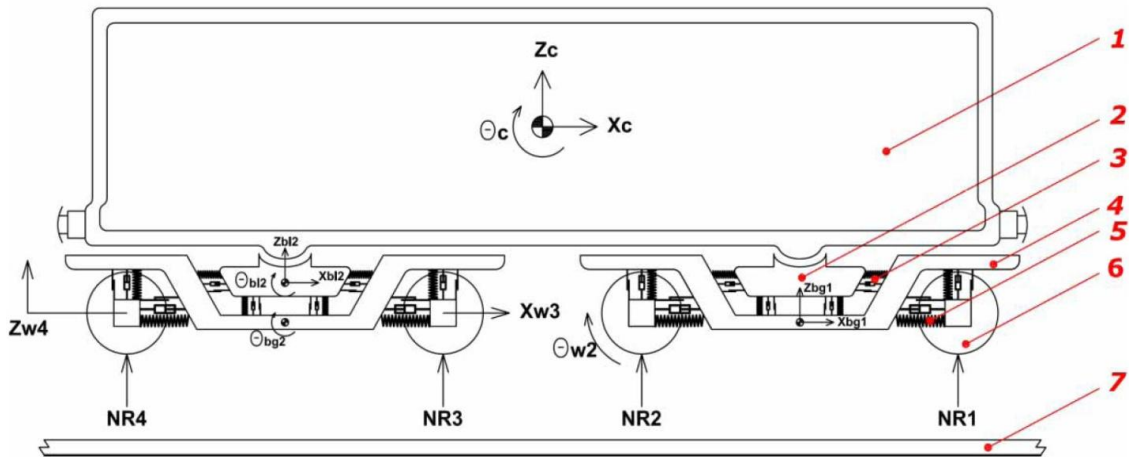 1
Zc
2
Θc
Xc
3
4
5
6
Zbl2
Θbl2
Xbl2
Zbg1
Xbg1
Zw4
Xw3
Θbg2
Θw2
7
NR4
NR3
NR2
NR1